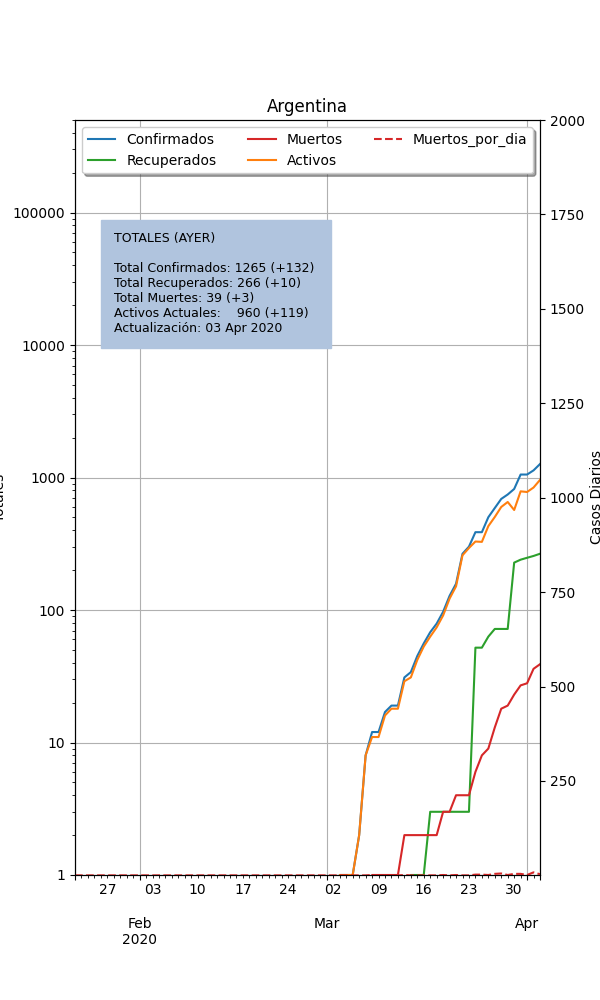 Argentina
Confirmados
Recuperados
Muertos
Activos
Muertos_por_dia
TOTALES (AYER)
Total Confirmados: 1265 (+132)
Total Recuperados: 266 (+10)
Total Muertes: 39 (+3)
Activos Actuales: 960 (+119)
Actualización: 03 Apr 2020
100000
10000
1000
100
10
1
2000
1750
1500
1250
1000
750
500
250
Casos Diarios
27 03 10 17 24 02 09 16 23 30
Feb Mar Apr
2020